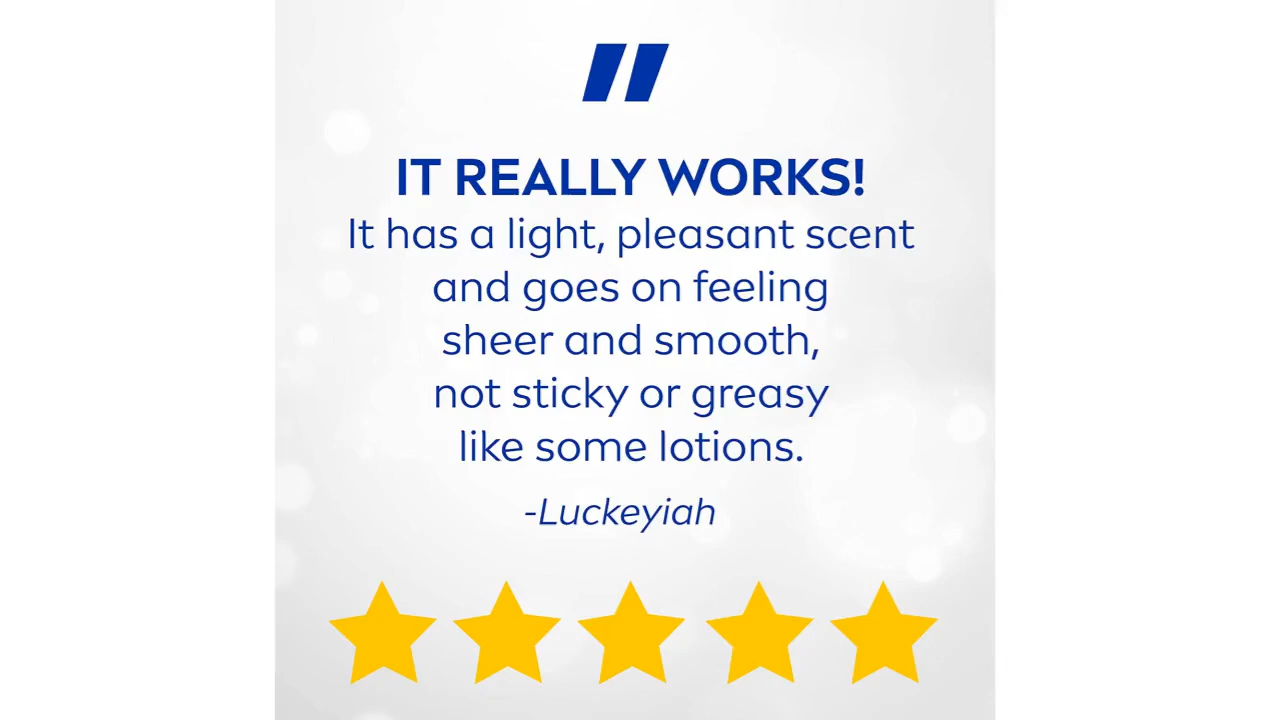 "
IT REALLY WORKS!
It has a light, pleasant scent
and goes on feeling
sheer and smooth,
not sticky or greasy
like some lotions.
-Luckeyiah